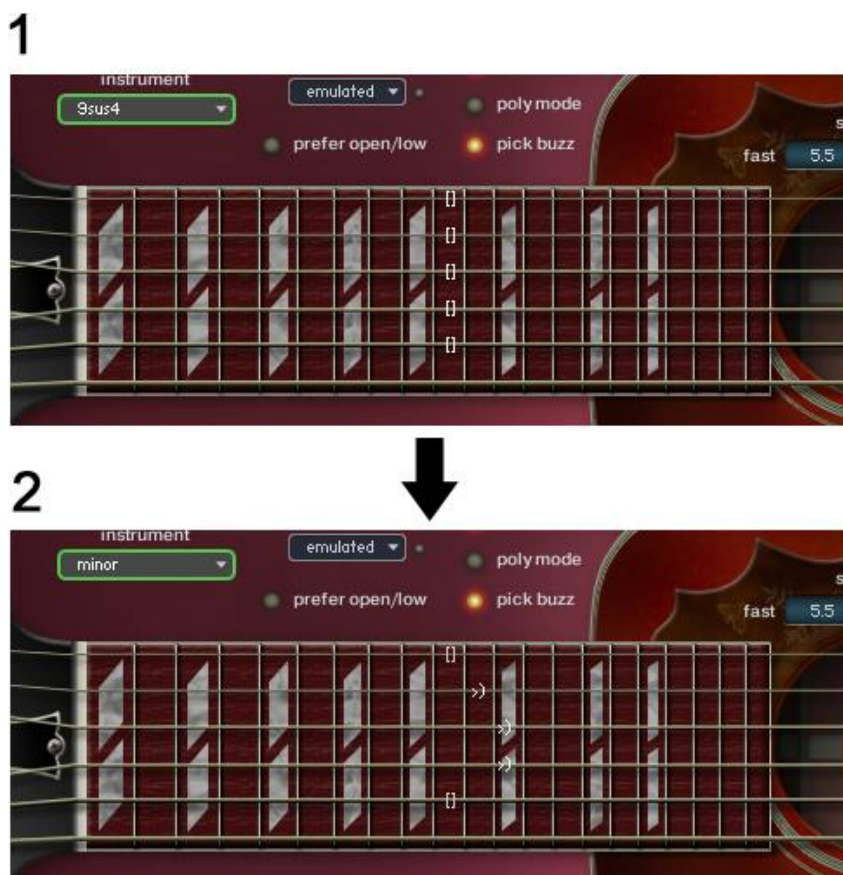 1
instrument
9sus4
emulated
poly mode
prefer open/low
pick buzz
s
fast 5.5
[]
[]
[]
[]
[]
2
instrument
minor
emulated
poly mode
prefer open/low
pick buzz
s
fast 5.5
[]
>)
>)
>)
[]